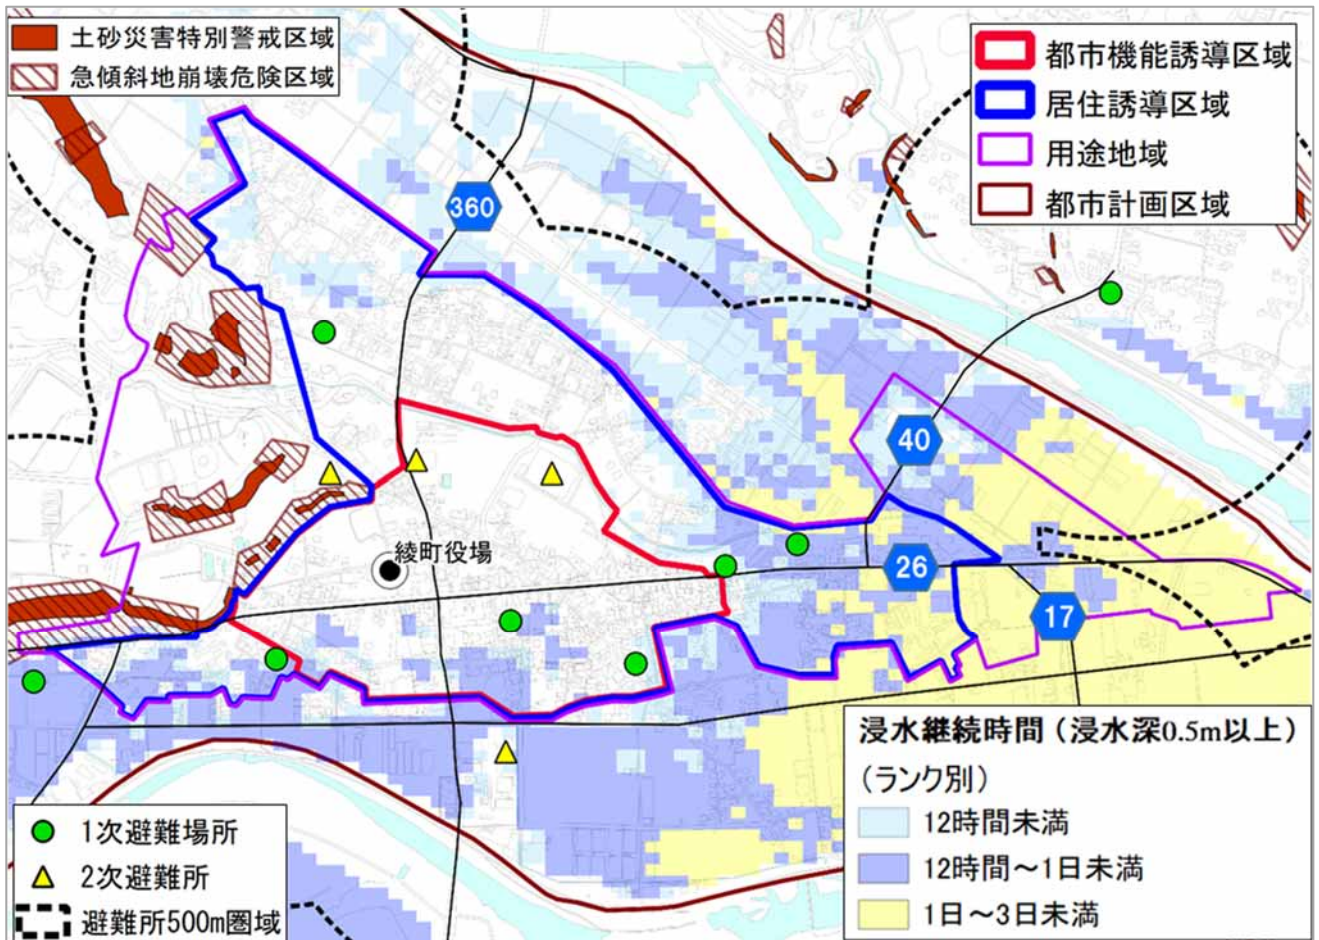 土砂災害特別警戒区域
急傾斜地崩壊危険区域
都市機能誘導区域
居住誘導区域
用途地域
都市計画区域
360
40
綾町役場
26
17
浸水継続時間（浸水深0.5m以上）
（ランク別）
12時間未満
12時間～1日未満
1日～3日未満
1次避難場所
2次避難所
避難所500m圏域